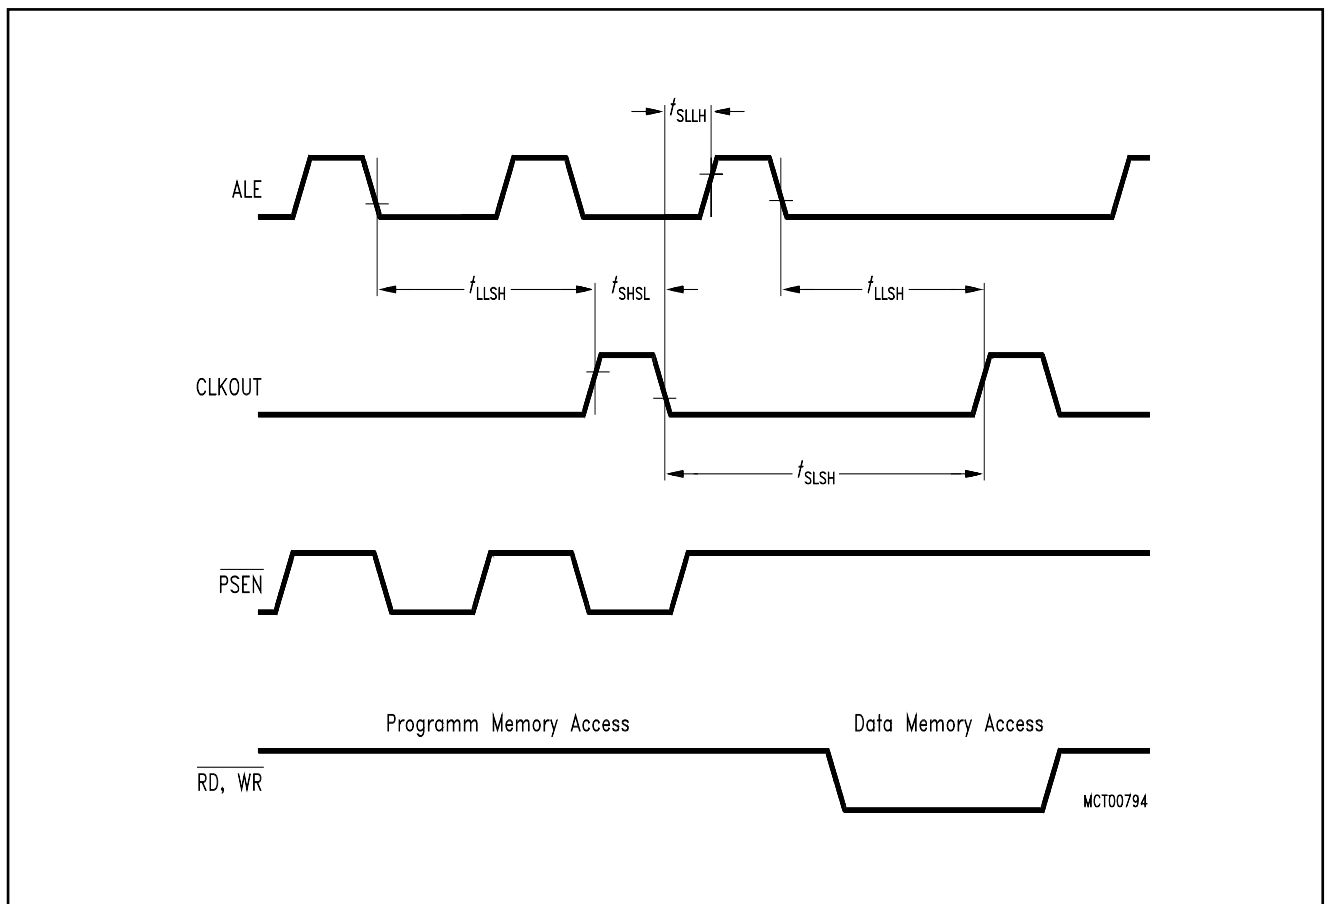 tSLLH
ALE
tLLSH
tSHSL
tLLSH
CLKOUT
tSLSH
PSEN
Programm Memory Access
Data Memory Access
RD, WR
MCT00794